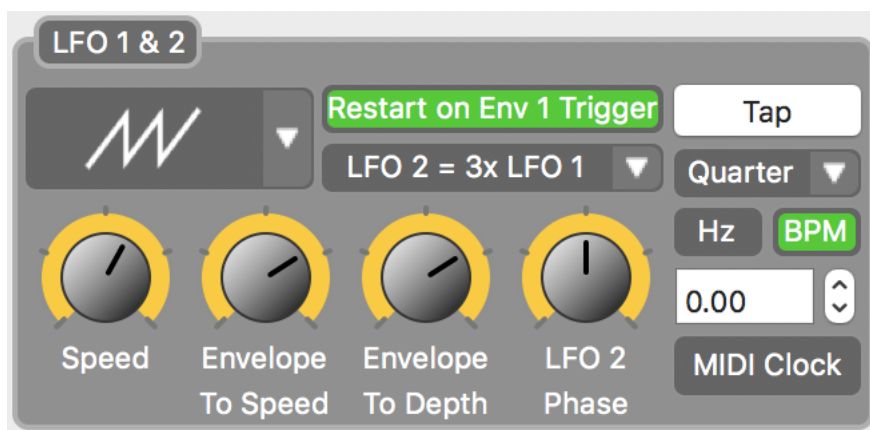 LFO 1 & 2
Restart on Env 1 Trigger
Tap
LFO 2 = 3x LFO 1
Quarter
Hz
BPM
0.00
MIDI Clock
Speed
Envelope
To Speed
Envelope
To Depth
LFO 2
Phase